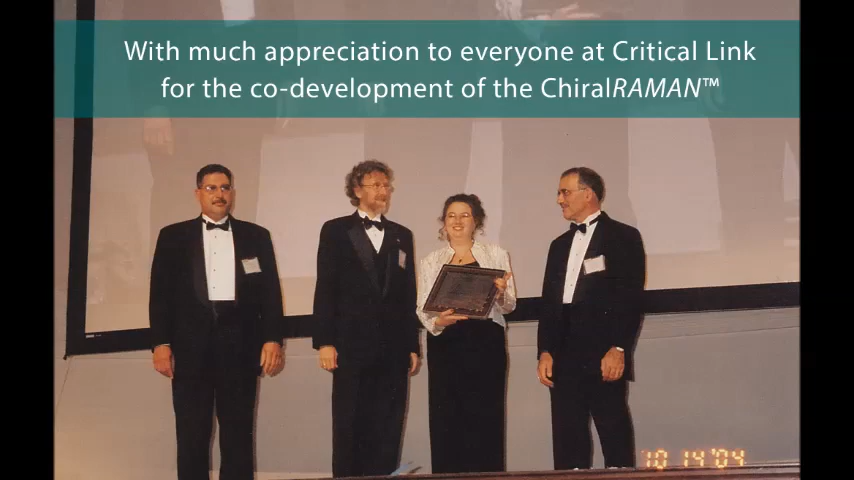 With much appreciation to everyone at Critical Link
for the co-development of the ChiralRAMAN™
10 14 '04